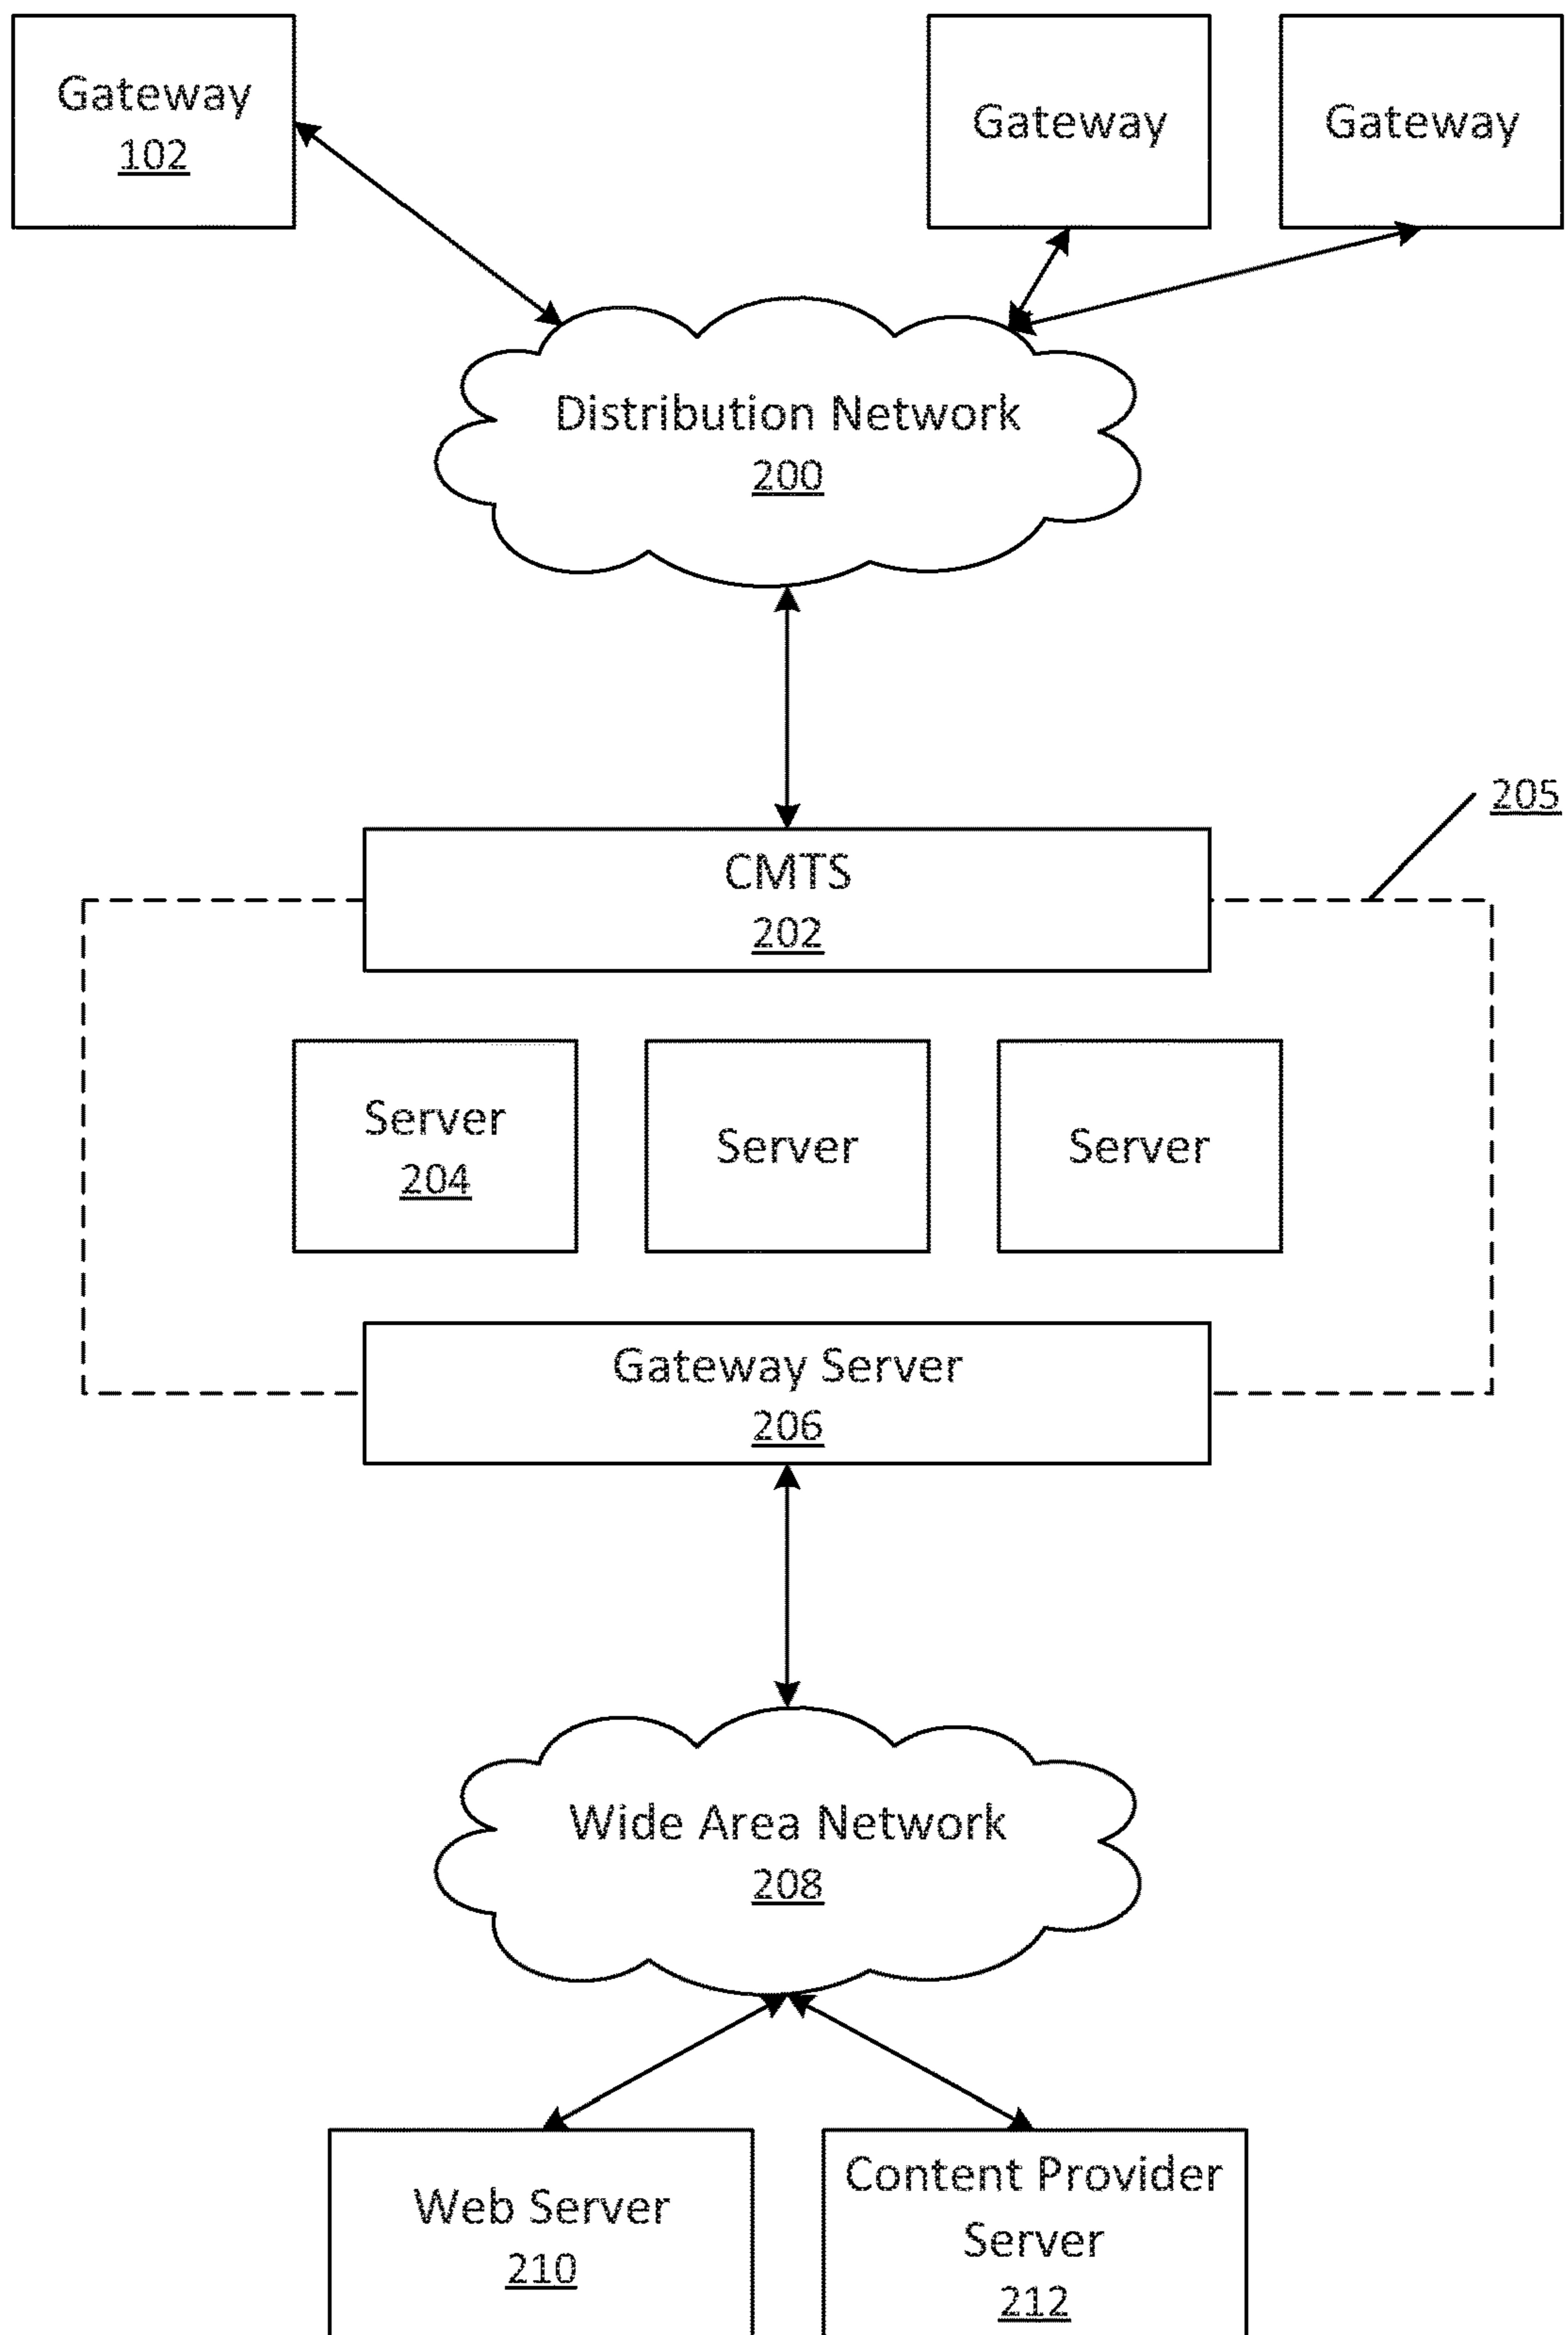 Gateway
102
Gateway
Gateway
Distribution Network
200
205
CMTS
202
Server
204
Server
Server
Gateway Server
206
Wide Area Network
208
Web Server
210
Content Provider
Server
212